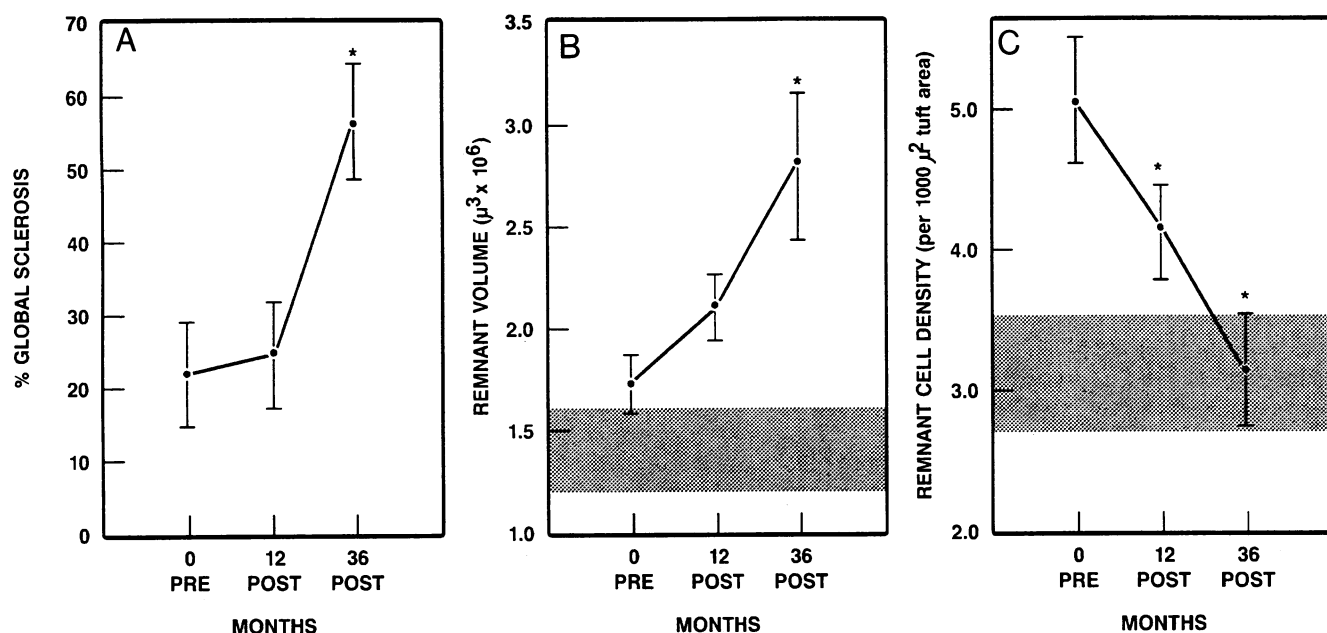 A
% GLOBAL SCLEROSIS
70
60
50
40
30
20
10
0
*
0
PRE
12
POST
36
POST
MONTHS
B
REMNANT VOLUME (μ³ x 10⁶)
3.5
3.0
2.5
2.0
1.5
1.0
*
0
PRE
12
POST
36
POST
MONTHS
C
REMNANT CELL DENSITY (per 1000 μ² tuft area)
5.0
4.0
3.0
2.0
*
*
0
PRE
12
POST
36
POST
MONTHS